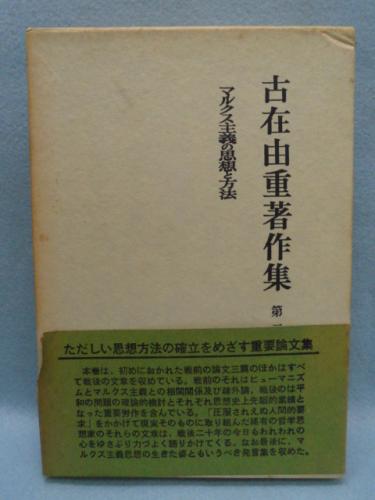 古在由重著作集 第
マルクス主義の思想と方法
ただしい思想方法の確立をめざす重要論文集
本巻は、初めにおかれた戦前の論文三篇のほかはすべ
て戦後の文章を収めている。戦前のそれはヒューマニズ
ムとマルクス主義との相関関係及び疎外論、戦後のは平
和の問題の理論的検討とそれぞれ思想史上先駆的業績と
なった重要労作を含んでいる。「圧服されえぬ人間的要
求」をかかげて現実そのものに取り組んだ稀有の哲学思
想家のそれらの文章は、戦後二十年の今日もわれわれの
心をゆさぶり力づよく語りかけてくる。なお最後に、マ
ルクス主義思想の生きた姿ともいうべき発言集を収めた。